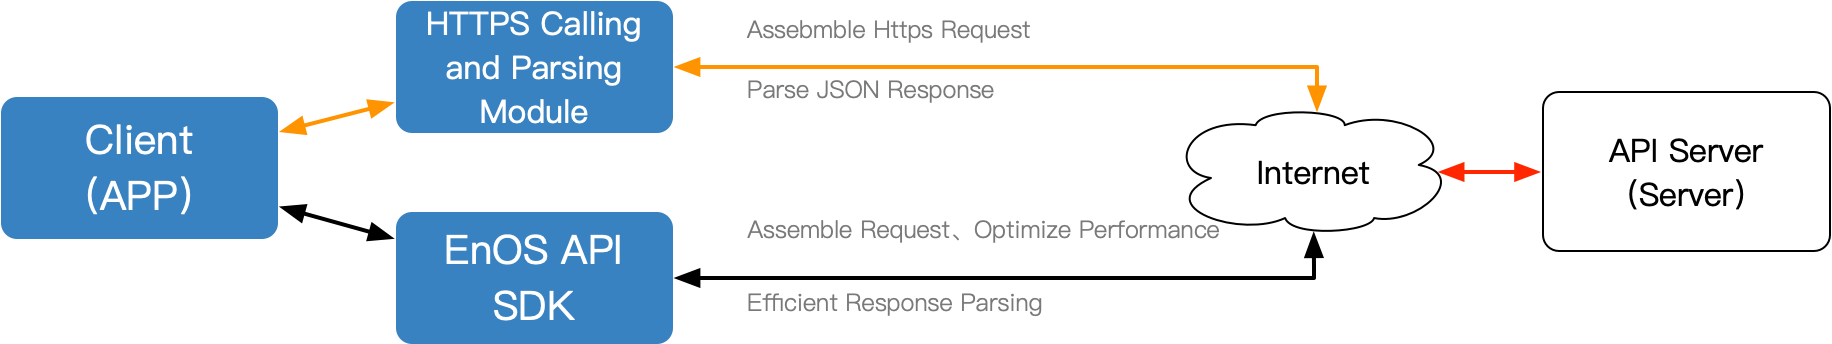 HTTPS Calling
and Parsing
Module
Assebmble Https Request
Parse JSON Response
Client
(APP)
Internet
API Server
(Server)
EnOS API
SDK
Assemble Request、Optimize Performance
Efficient Response Parsing